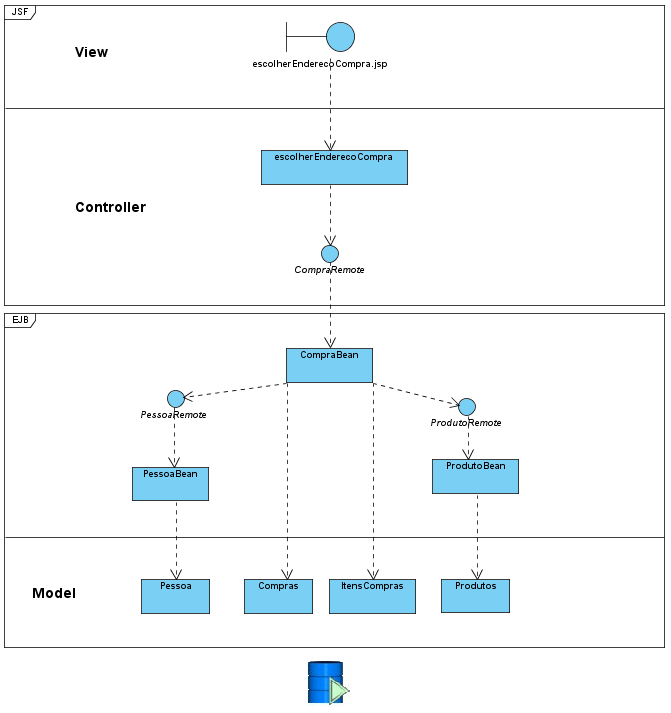 JSF
View
escolherEnderecoCompra.jsp
escolherEnderecoCompra
Controller
CompraRemote
EJB
CompraBean
PessoaRemote
ProdutoRemote
PessoaBean
ProdutoBean
Model
Pessoa
Compras
ItensCompras
Produtos